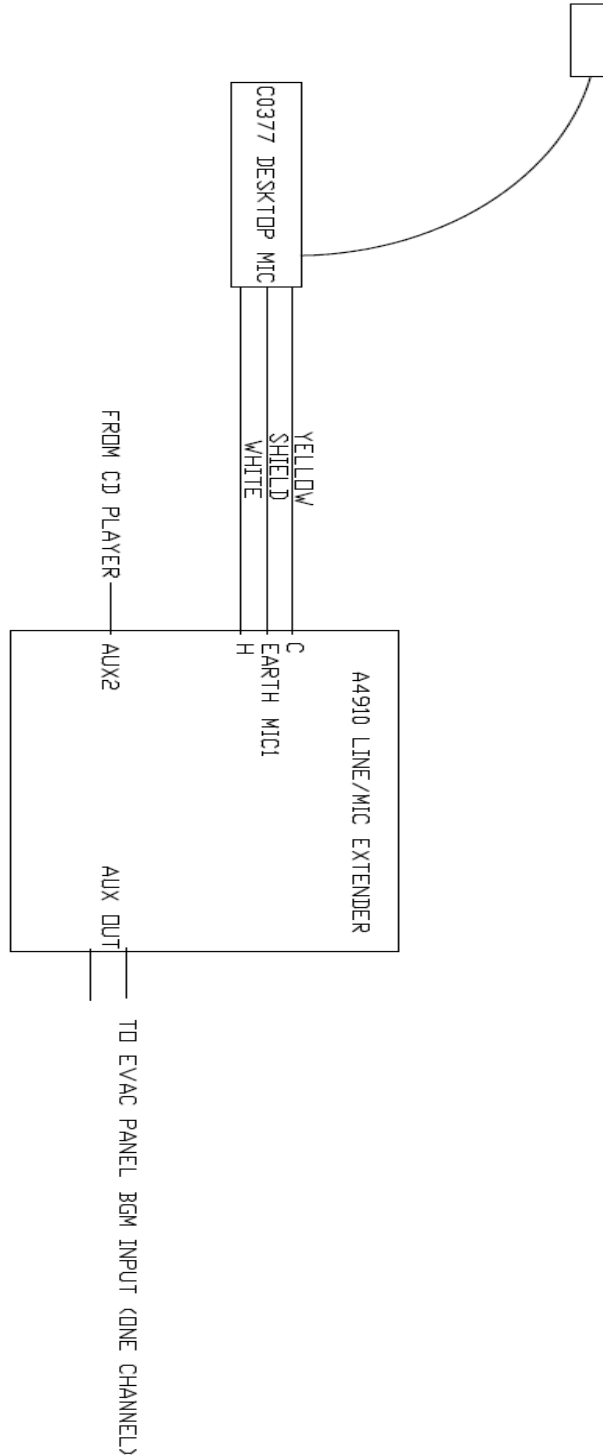 C0377 DESKTOP MIC
YELLOW
SHIELD
WHITE
FROM CD PLAYER
A4910 LINE/MIC EXTENDER
C
EARTH MIC1
H
AUX2
AUX OUT
TO EVAC PANEL BGM INPUT (ONE CHANNEL)